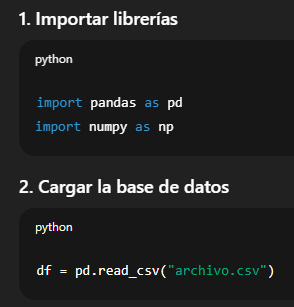 1. Importar librerías
python
import pandas as pd
import numpy as np
2. Cargar la base de datos
python
df = pd.read_csv("archivo.csv")